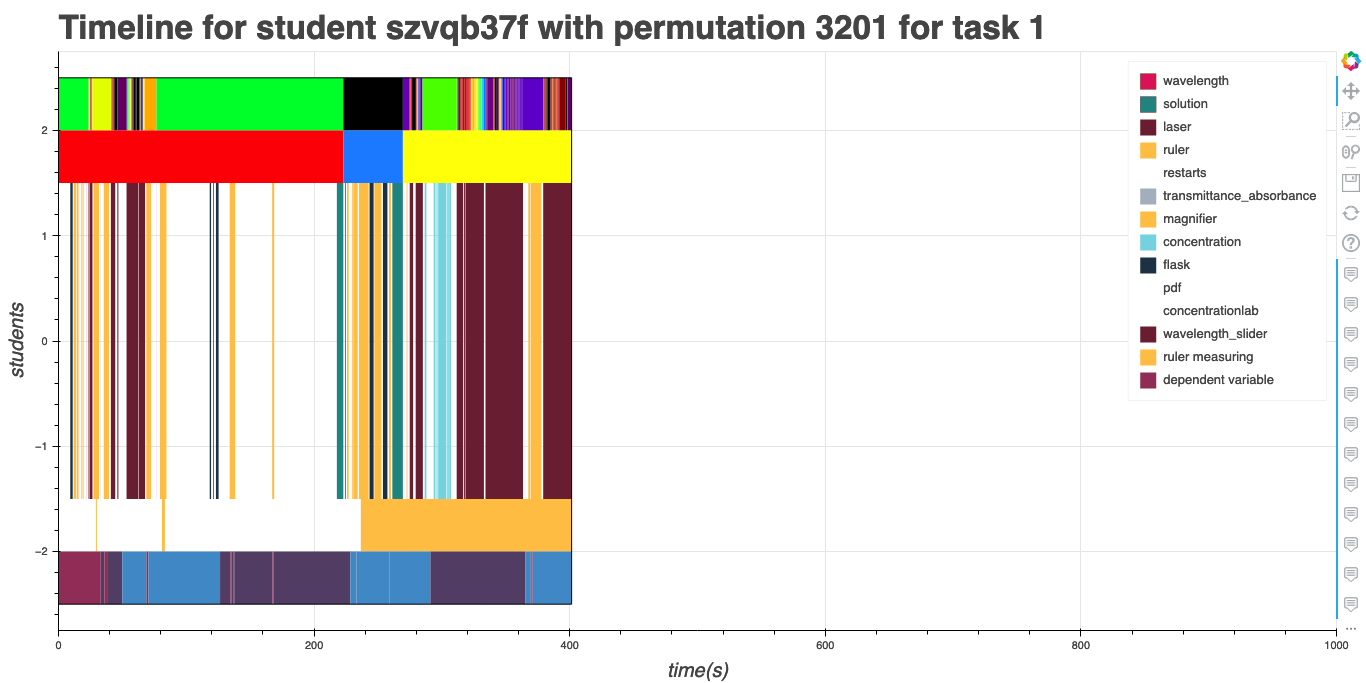 Timeline for student szvqb37f with permutation 3201 for task 1
wavelength
solution
laser
ruler
restarts
transmittance_absorbance
magnifier
concentration
flask
pdf
concentrationlab
wavelength_slider
ruler measuring
dependent variable
students
2
1
0
−1
−2
0 200 400 600 800 1000
time(s)